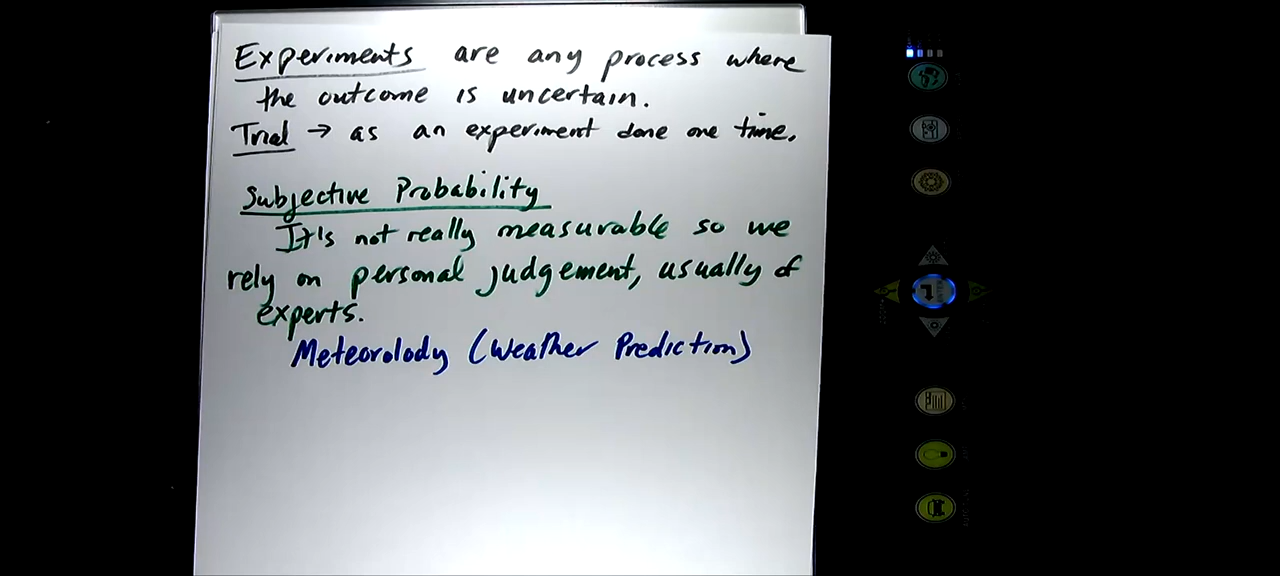 Experiments are any process where
the outcome is uncertain.
Trial → as an experiment done one time.
Subjective Probability
It's not really measurable so we
rely on personal judgement, usually of
experts.
Meteorolody (Weather Prediction)